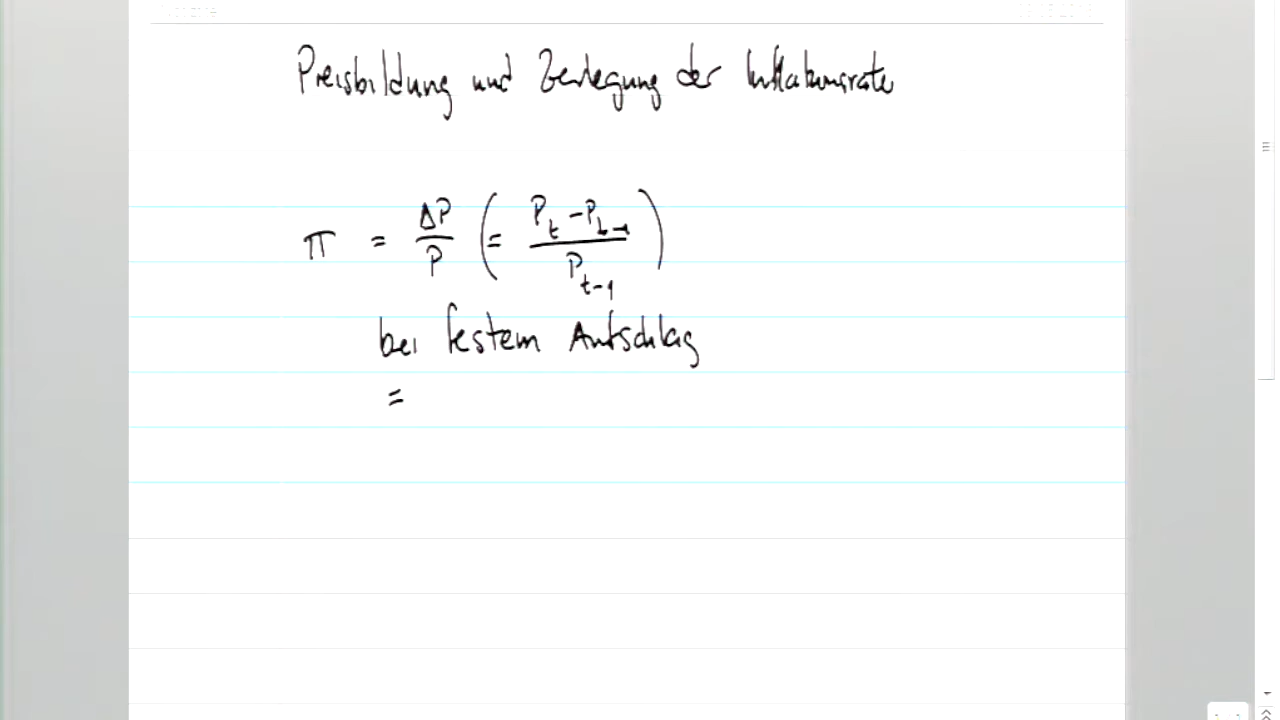 Preisbildung und Zerlegung der Inflationsrate
π = ΔP/P (= (P_t - P_t-1)/P_t-1)
bei festem Aufschlag
=